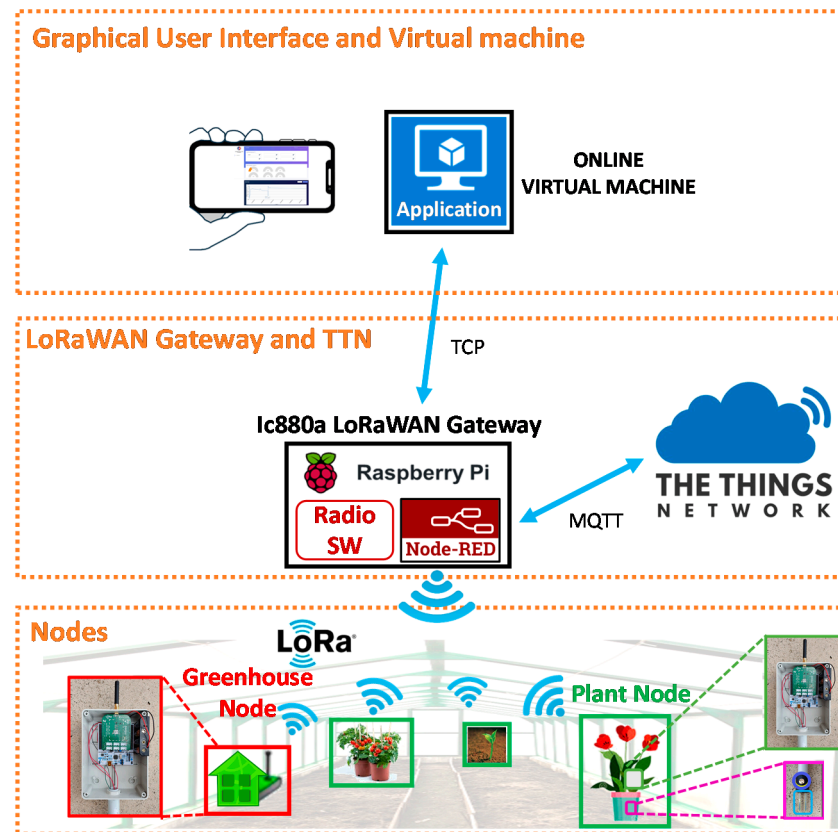 Graphical User Interface and Virtual machine
Application
ONLINE
VIRTUAL MACHINE
LoRaWAN Gateway and TTN
TCP
Ic880a LoRaWAN Gateway
Raspberry Pi
Radio
SW
Node-RED
MQTT
THE THINGS
NETWORK
Nodes
LoRa®
Greenhouse
Node
Plant Node